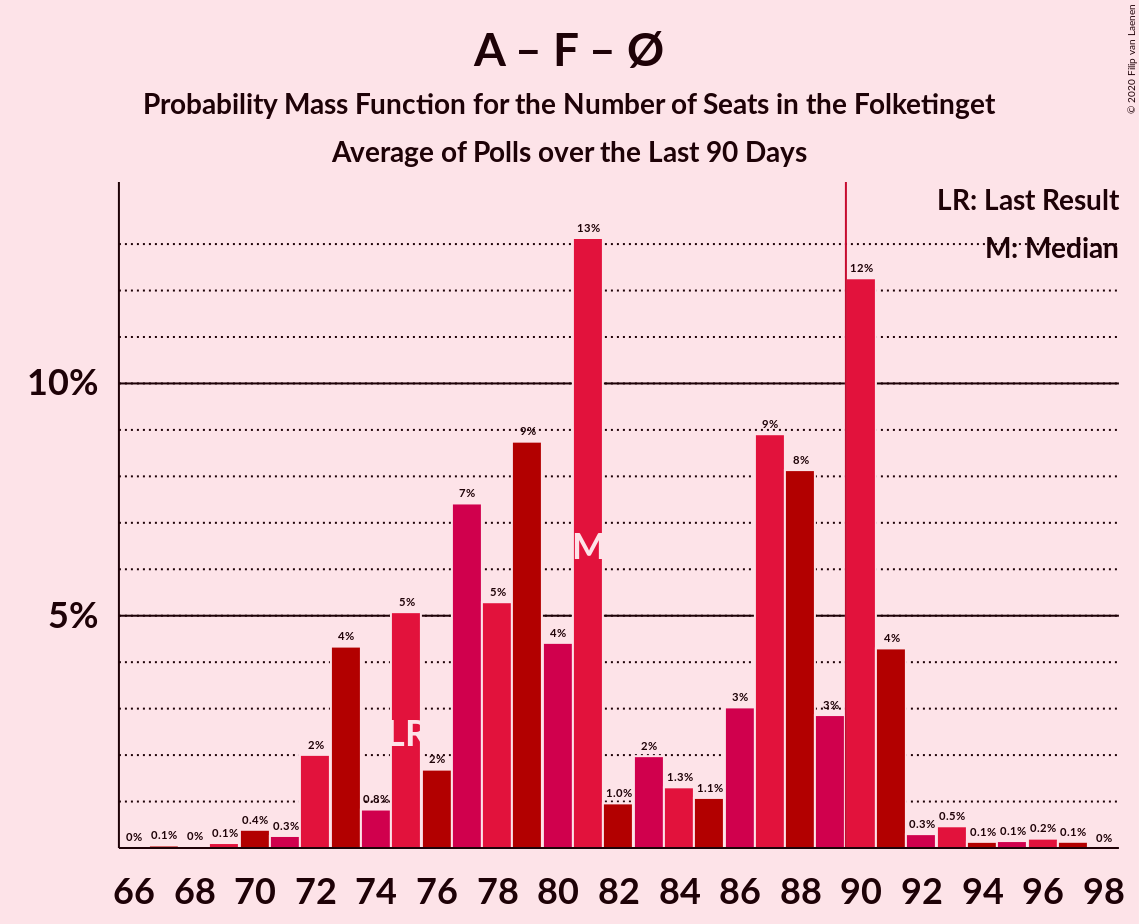 A – F – Ø
Probability Mass Function for the Number of Seats in the Folketinget
Average of Polls over the Last 90 Days
© 2020 Filip van Laenen
LR: Last Result
M: Median
10%
5%
0% 0.1% 0% 0.1% 0.4% 0.3% 2% 4% 0.8% 5% 2% 7% 5% 9% 4% 13% 1.0% 2% 1.3% 1.1% 3% 9% 8% 3% 12% 4% 0.3% 0.5% 0.1% 0.1% 0.2% 0.1% 0%
LR
M
66 68 70 72 74 76 78 80 82 84 86 88 90 92 94 96 98